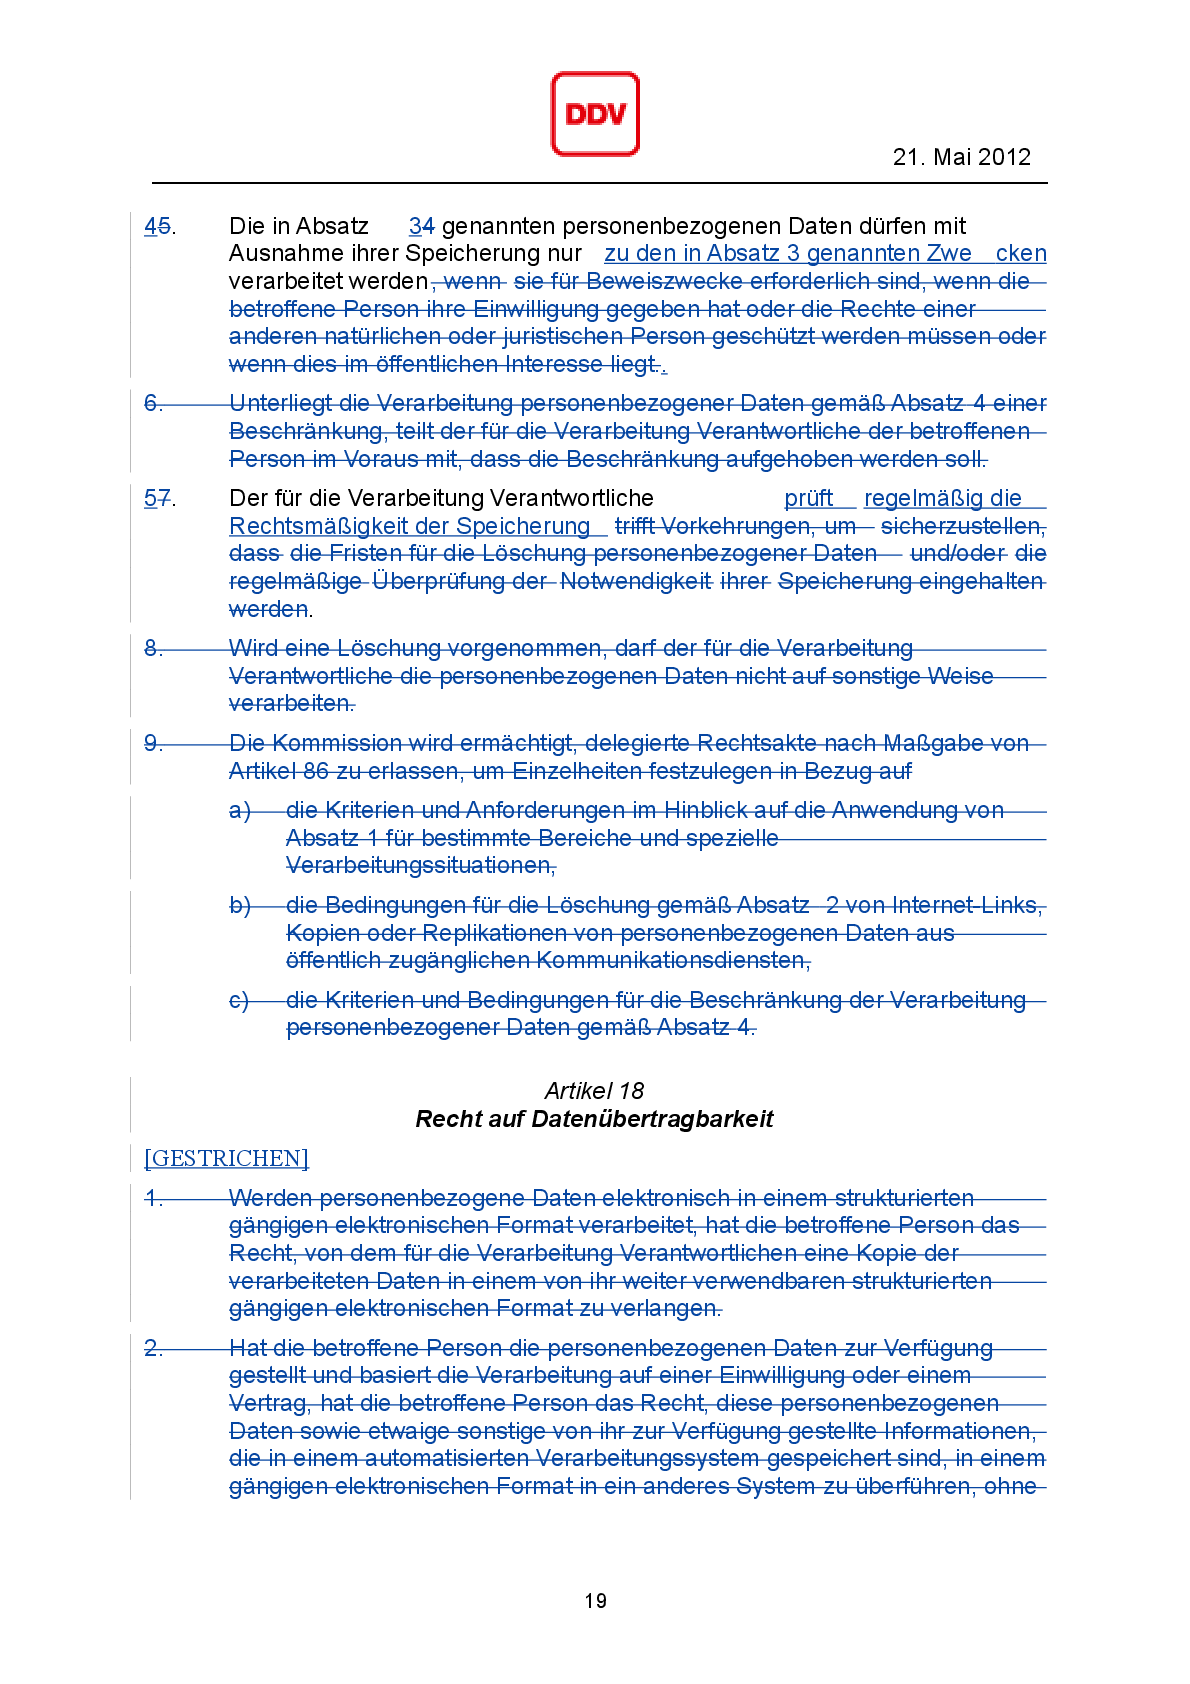 DDV
21. Mai 2012
45. Die in Absatz 34 genannten personenbezogenen Daten dürfen mit
Ausnahme ihrer Speicherung nur zu den in Absatz 3 genannten Zwe cken
verarbeitet werden, wenn sie für Beweiszwecke erforderlich sind, wenn die
betroffene Person ihre Einwilligung gegeben hat oder die Rechte einer
anderen natürlichen oder juristischen Person geschützt werden müssen oder
wenn dies im öffentlichen Interesse liegt..
6. Unterliegt die Verarbeitung personenbezogener Daten gemäß Absatz 4 einer
Beschränkung, teilt der für die Verarbeitung Verantwortliche der betroffenen
Person im Voraus mit, dass die Beschränkung aufgehoben werden soll.
57. Der für die Verarbeitung Verantwortliche prüft regelmäßig die
Rechtsmäßigkeit der Speicherung trifft Vorkehrungen, um sicherzustellen,
dass die Fristen für die Löschung personenbezogener Daten und/oder die
regelmäßige Überprüfung der Notwendigkeit ihrer Speicherung eingehalten
werden.
8. Wird eine Löschung vorgenommen, darf der für die Verarbeitung
Verantwortliche die personenbezogenen Daten nicht auf sonstige Weise
verarbeiten.
9. Die Kommission wird ermächtigt, delegierte Rechtsakte nach Maßgabe von
Artikel 86 zu erlassen, um Einzelheiten festzulegen in Bezug auf
a) die Kriterien und Anforderungen im Hinblick auf die Anwendung von
Absatz 1 für bestimmte Bereiche und spezielle
Verarbeitungssituationen,
b) die Bedingungen für die Löschung gemäß Absatz 2 von Internet-Links,
Kopien oder Replikationen von personenbezogenen Daten aus
öffentlich zugänglichen Kommunikationsdiensten,
c) die Kriterien und Bedingungen für die Beschränkung der Verarbeitung
personenbezogener Daten gemäß Absatz 4.
Artikel 18
Recht auf Datenübertragbarkeit
[GESTRICHEN]
1. Werden personenbezogene Daten elektronisch in einem strukturierten
gängigen elektronischen Format verarbeitet, hat die betroffene Person das
Recht, von dem für die Verarbeitung Verantwortlichen eine Kopie der
verarbeiteten Daten in einem von ihr weiter verwendbaren strukturierten
gängigen elektronischen Format zu verlangen.
2. Hat die betroffene Person die personenbezogenen Daten zur Verfügung
gestellt und basiert die Verarbeitung auf einer Einwilligung oder einem
Vertrag, hat die betroffene Person das Recht, diese personenbezogenen
Daten sowie etwaige sonstige von ihr zur Verfügung gestellte Informationen,
die in einem automatisierten Verarbeitungssystem gespeichert sind, in einem
gängigen elektronischen Format in ein anderes System zu überführen, ohne
19